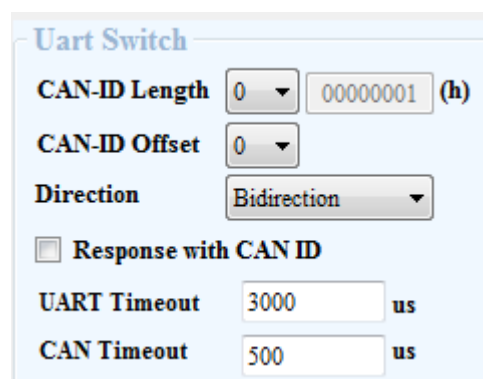 Uart Switch
CAN-ID Length 0 00000001 (h)
CAN-ID Offset 0
Direction Bidirection
Response with CAN ID
UART Timeout 3000 us
CAN Timeout 500 us